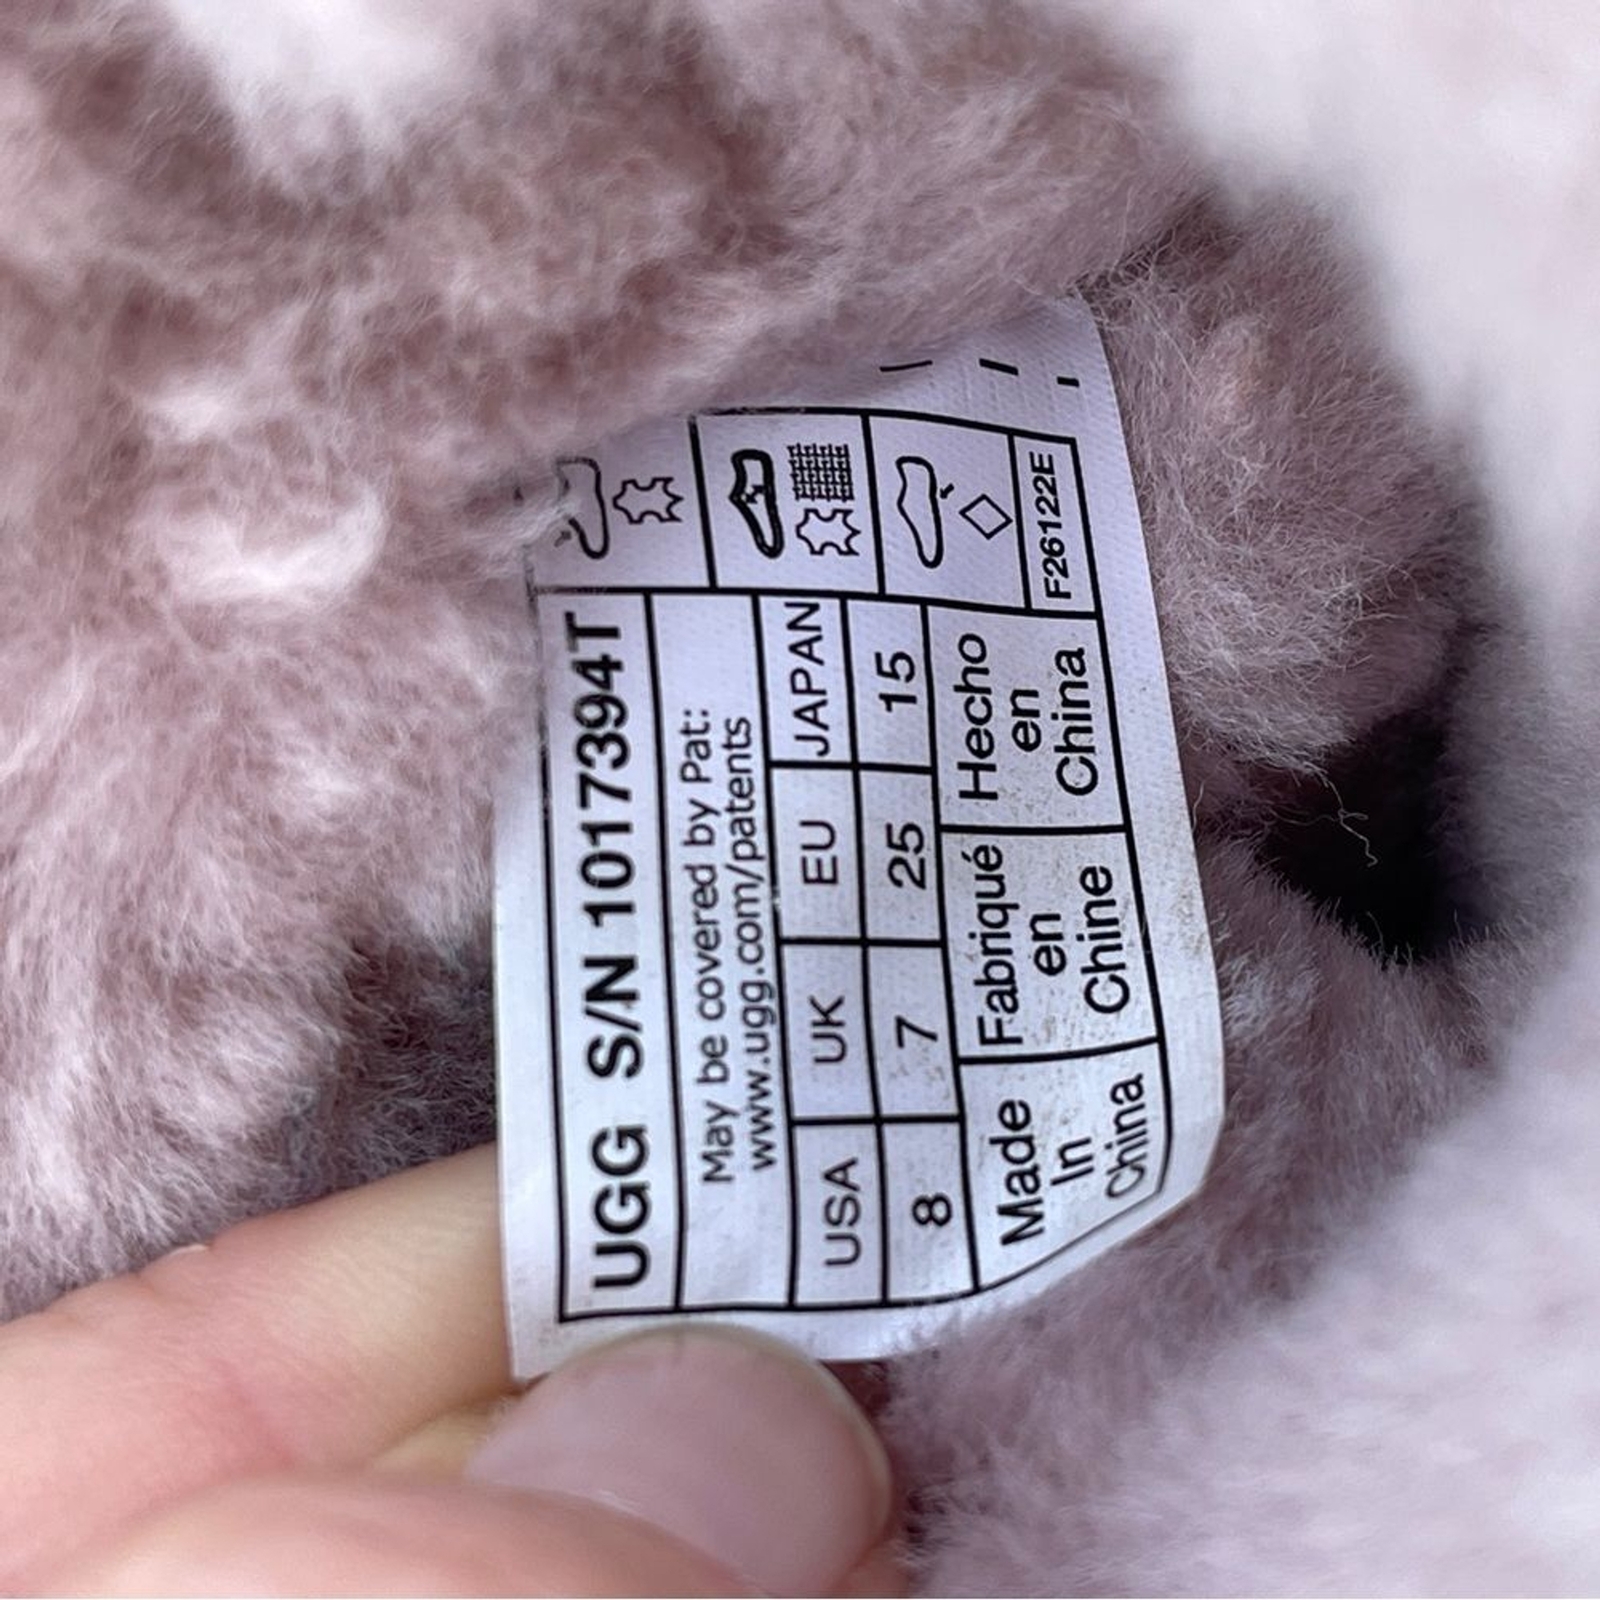 UGG S/N 1017394T
May be covered by Pat:
www.ugg.com/patents
USA UK EU JAPAN
8 7 25 15
Made
In
China
Fabriqué
en
Chine
Hecho
en
China
F26122E